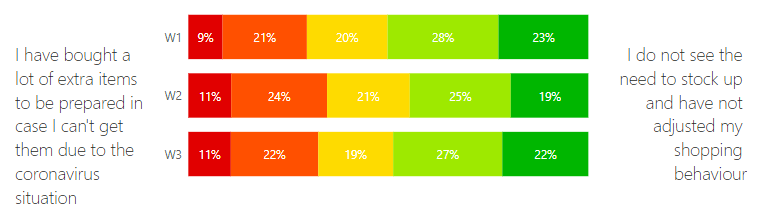 I have bought a
lot of extra items
to be prepared in
case I can't get
them due to the
coronavirus
situation
W1 9% 21% 20% 28% 23%
W2 11% 24% 21% 25% 19%
W3 11% 22% 19% 27% 22%
I do not see the
need to stock up
and have not
adjusted my
shopping
behaviour